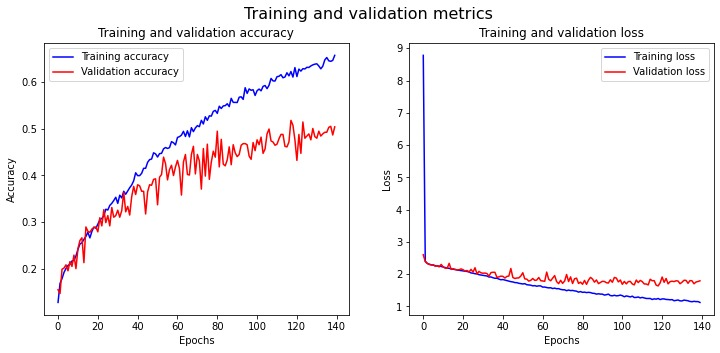 Training and validation metrics
Training and validation accuracy
Training accuracy
Validation accuracy
Accuracy
0.6
0.5
0.4
0.3
0.2
0 20 40 60 80 100 120 140
Epochs
Training and validation loss
Training loss
Validation loss
Loss
9
8
7
6
5
4
3
2
1
0 20 40 60 80 100 120 140
Epochs